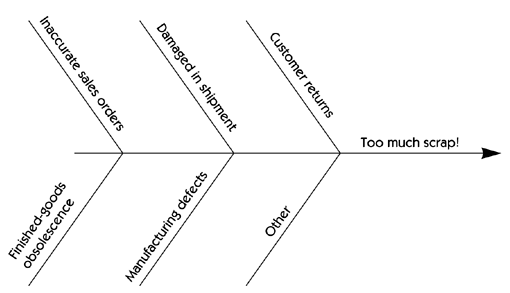 Inaccurate sales orders
Damaged in shipment
Customer returns
Too much scrap!
Finished-goods
obsolescence
Manufacturing defects
Other